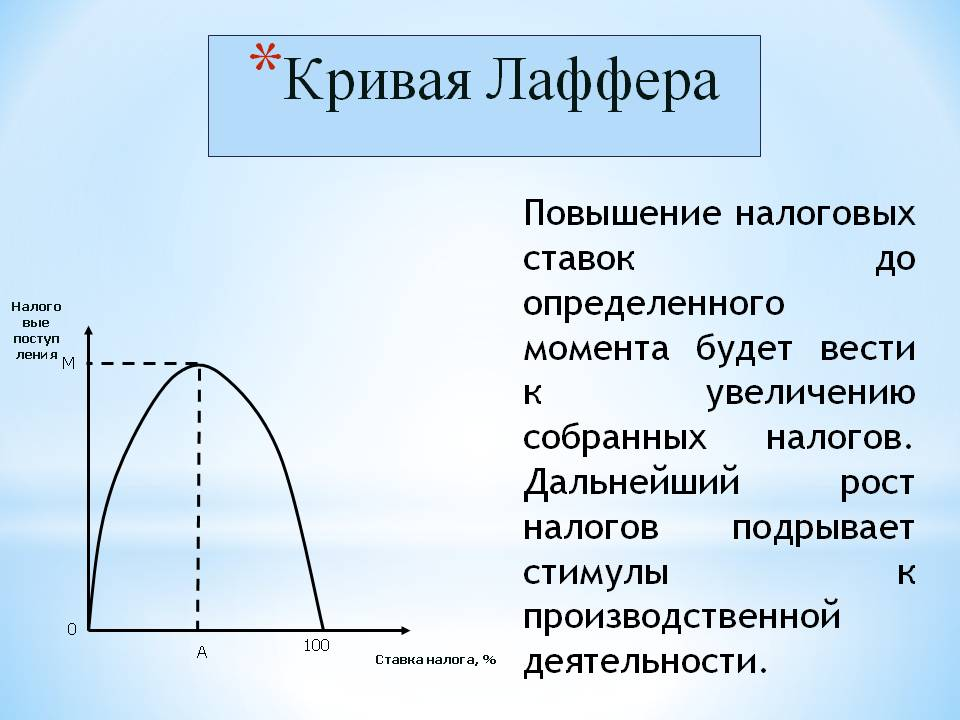 *Кривая Лаффера
Повышение налоговых
ставок до
определенного
момента будет вести
к увеличению
собранных налогов.
Дальнейший рост
налогов подрывает
стимулы к
производственной
деятельности.
Налого
вые
поступ
ления
М
0
А
100
Ставка налога, %